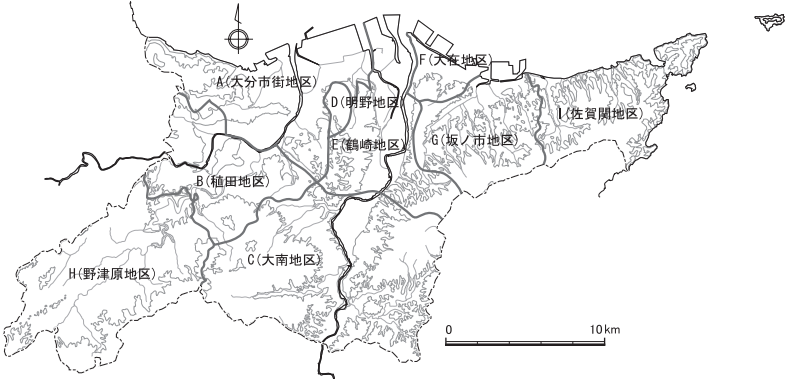 F(大在地区)
A(大分市街地区)
D(明野地区)
I(佐賀関地区)
G(坂ノ市地区)
E(鶴崎地区)
B(稙田地区)
C(大南地区)
H(野津原地区)
0 10km